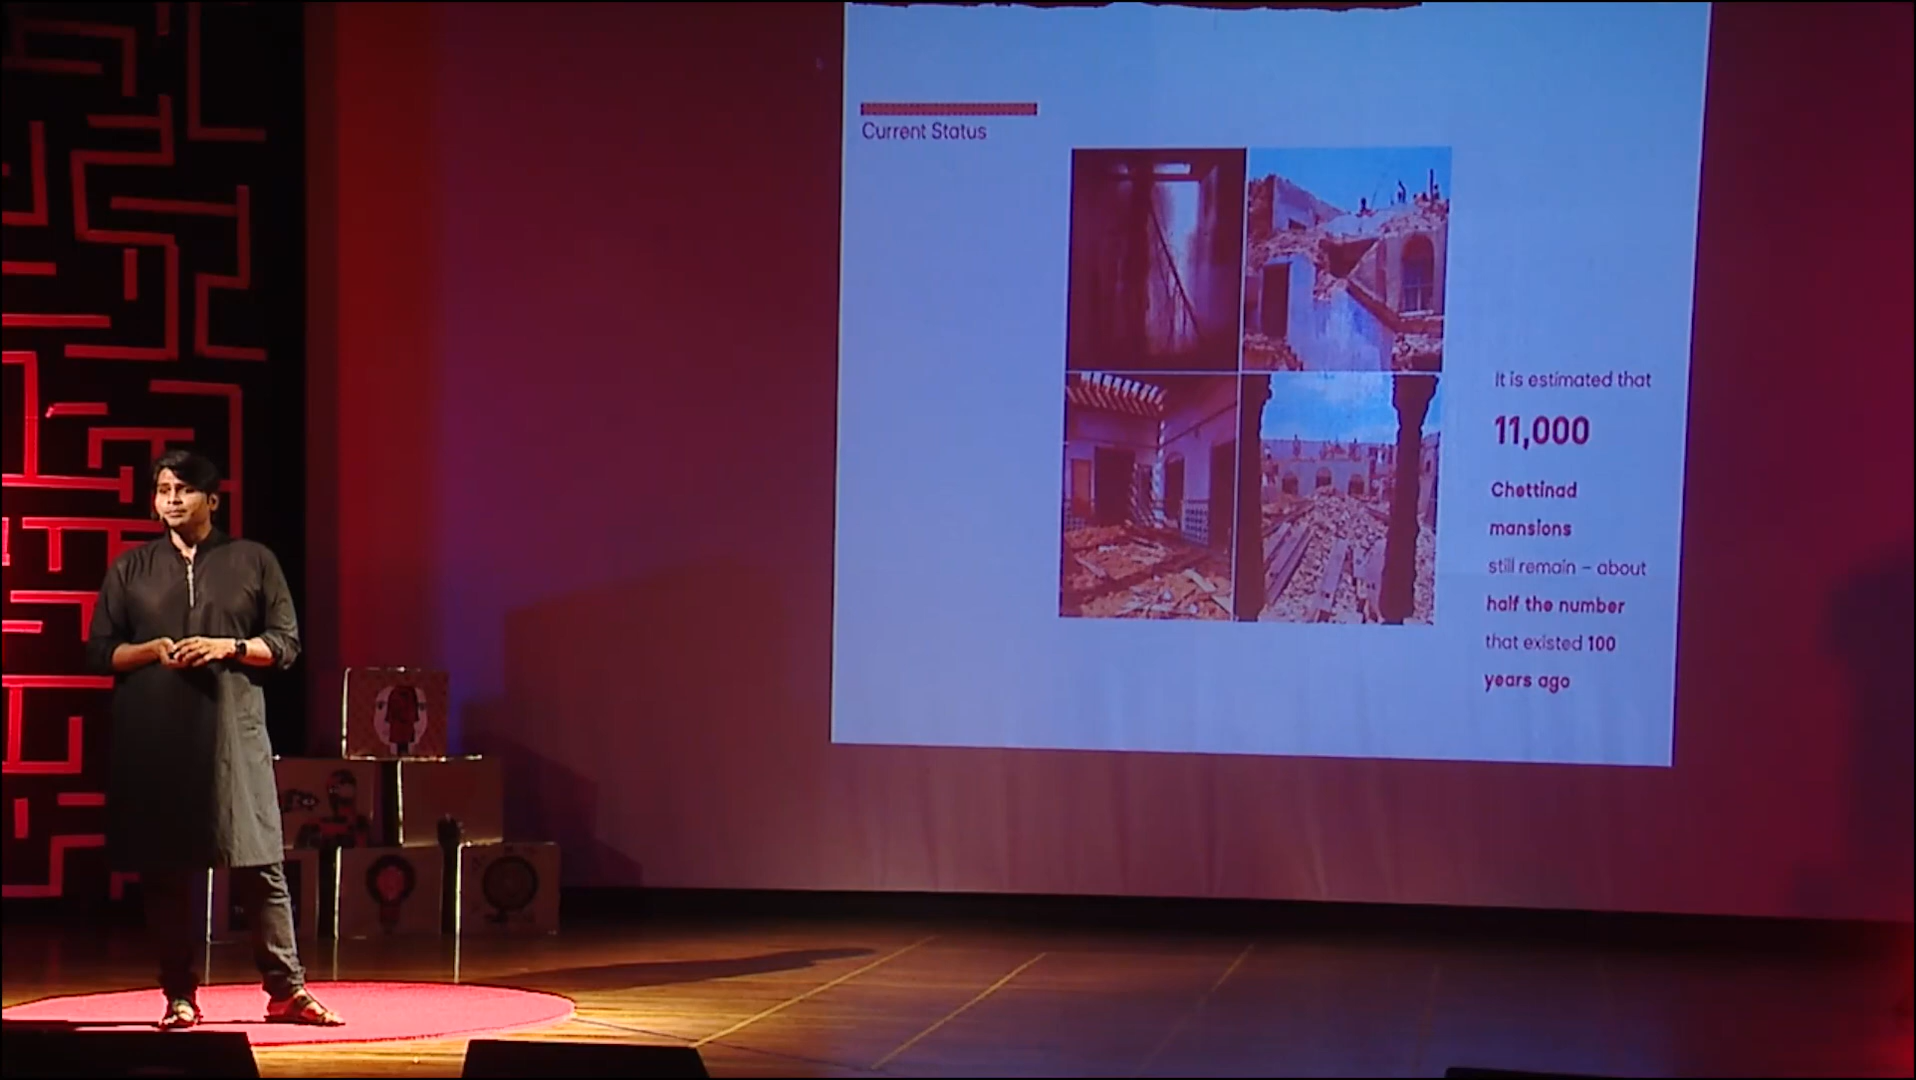 Current Status
It is estimated that
11,000
Chettinad
mansions
still remain – about
half the number
that existed 100
years ago